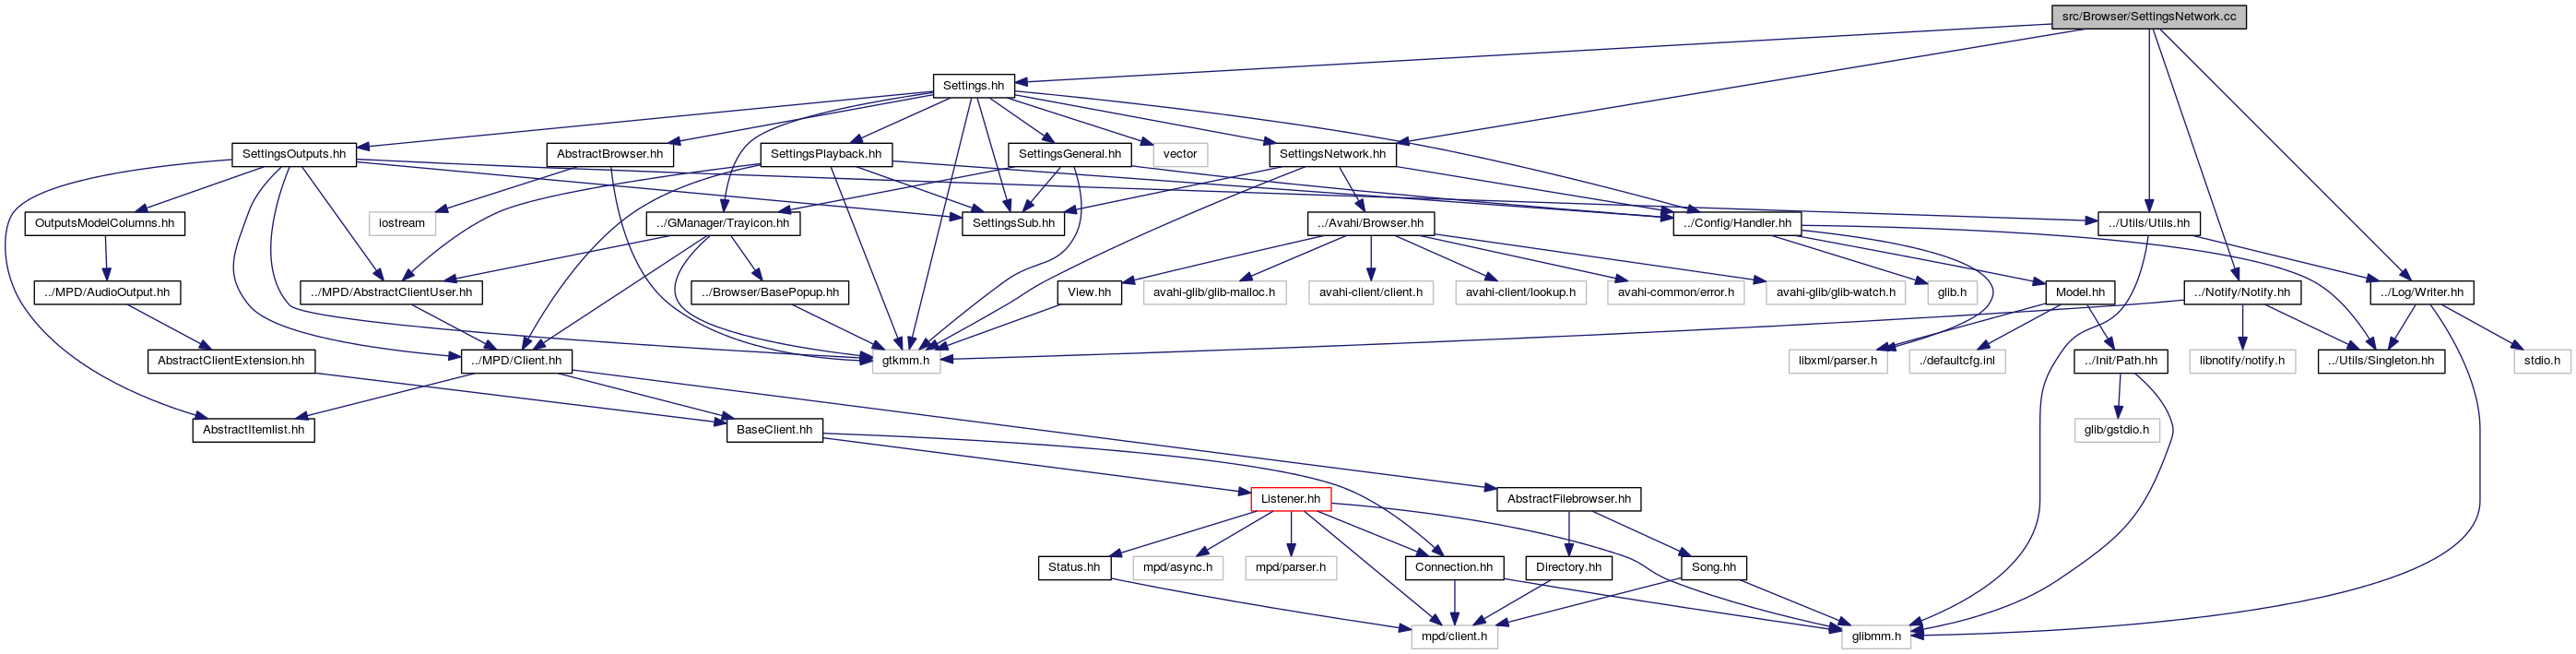 src/Browser/SettingsNetwork.cc
Settings.hh
SettingsOutputs.hh
AbstractBrowser.hh
SettingsPlayback.hh
SettingsGeneral.hh
vector
SettingsNetwork.hh
OutputsModelColumns.hh
iostream
../GManager/Trayicon.hh
SettingsSub.hh
../Avahi/Browser.hh
../Config/Handler.hh
../Utils/Utils.hh
../MPD/AudioOutput.hh
../MPD/AbstractClientUser.hh
../Browser/BasePopup.hh
View.hh
avahi-glib/glib-malloc.h
avahi-client/client.h
avahi-client/lookup.h
avahi-common/error.h
avahi-glib/glib-watch.h
glib.h
Model.hh
../Notify/Notify.hh
../Log/Writer.hh
AbstractClientExtension.hh
../MPD/Client.hh
gtkmm.h
libxml/parser.h
./defaultcfg.inl
../Init/Path.hh
libnotify/notify.h
../Utils/Singleton.hh
stdio.h
AbstractItemlist.hh
BaseClient.hh
glib/gstdio.h
Listener.hh
AbstractFilebrowser.hh
Status.hh
mpd/async.h
mpd/parser.h
Connection.hh
Directory.hh
Song.hh
mpd/client.h
glibmm.h